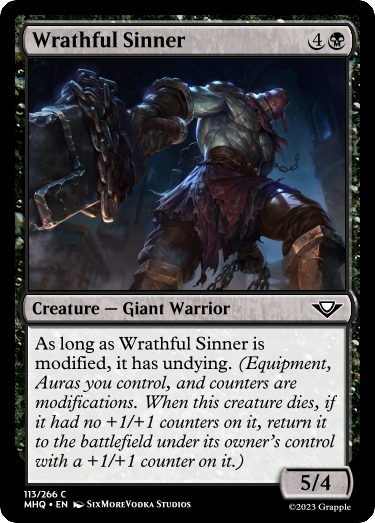 Wrathful Sinner 4
Creature — Giant Warrior
As long as Wrathful Sinner is
modified, it has undying. (Equipment,
Auras you control, and counters are
modifications. When this creature dies, if
it had no +1/+1 counters on it, return it
to the battlefield under its owner's control
with a +1/+1 counter on it.)
5/4
113/266 C
MHQ • EN SixMoreVodka Studios
©2023 Grapple